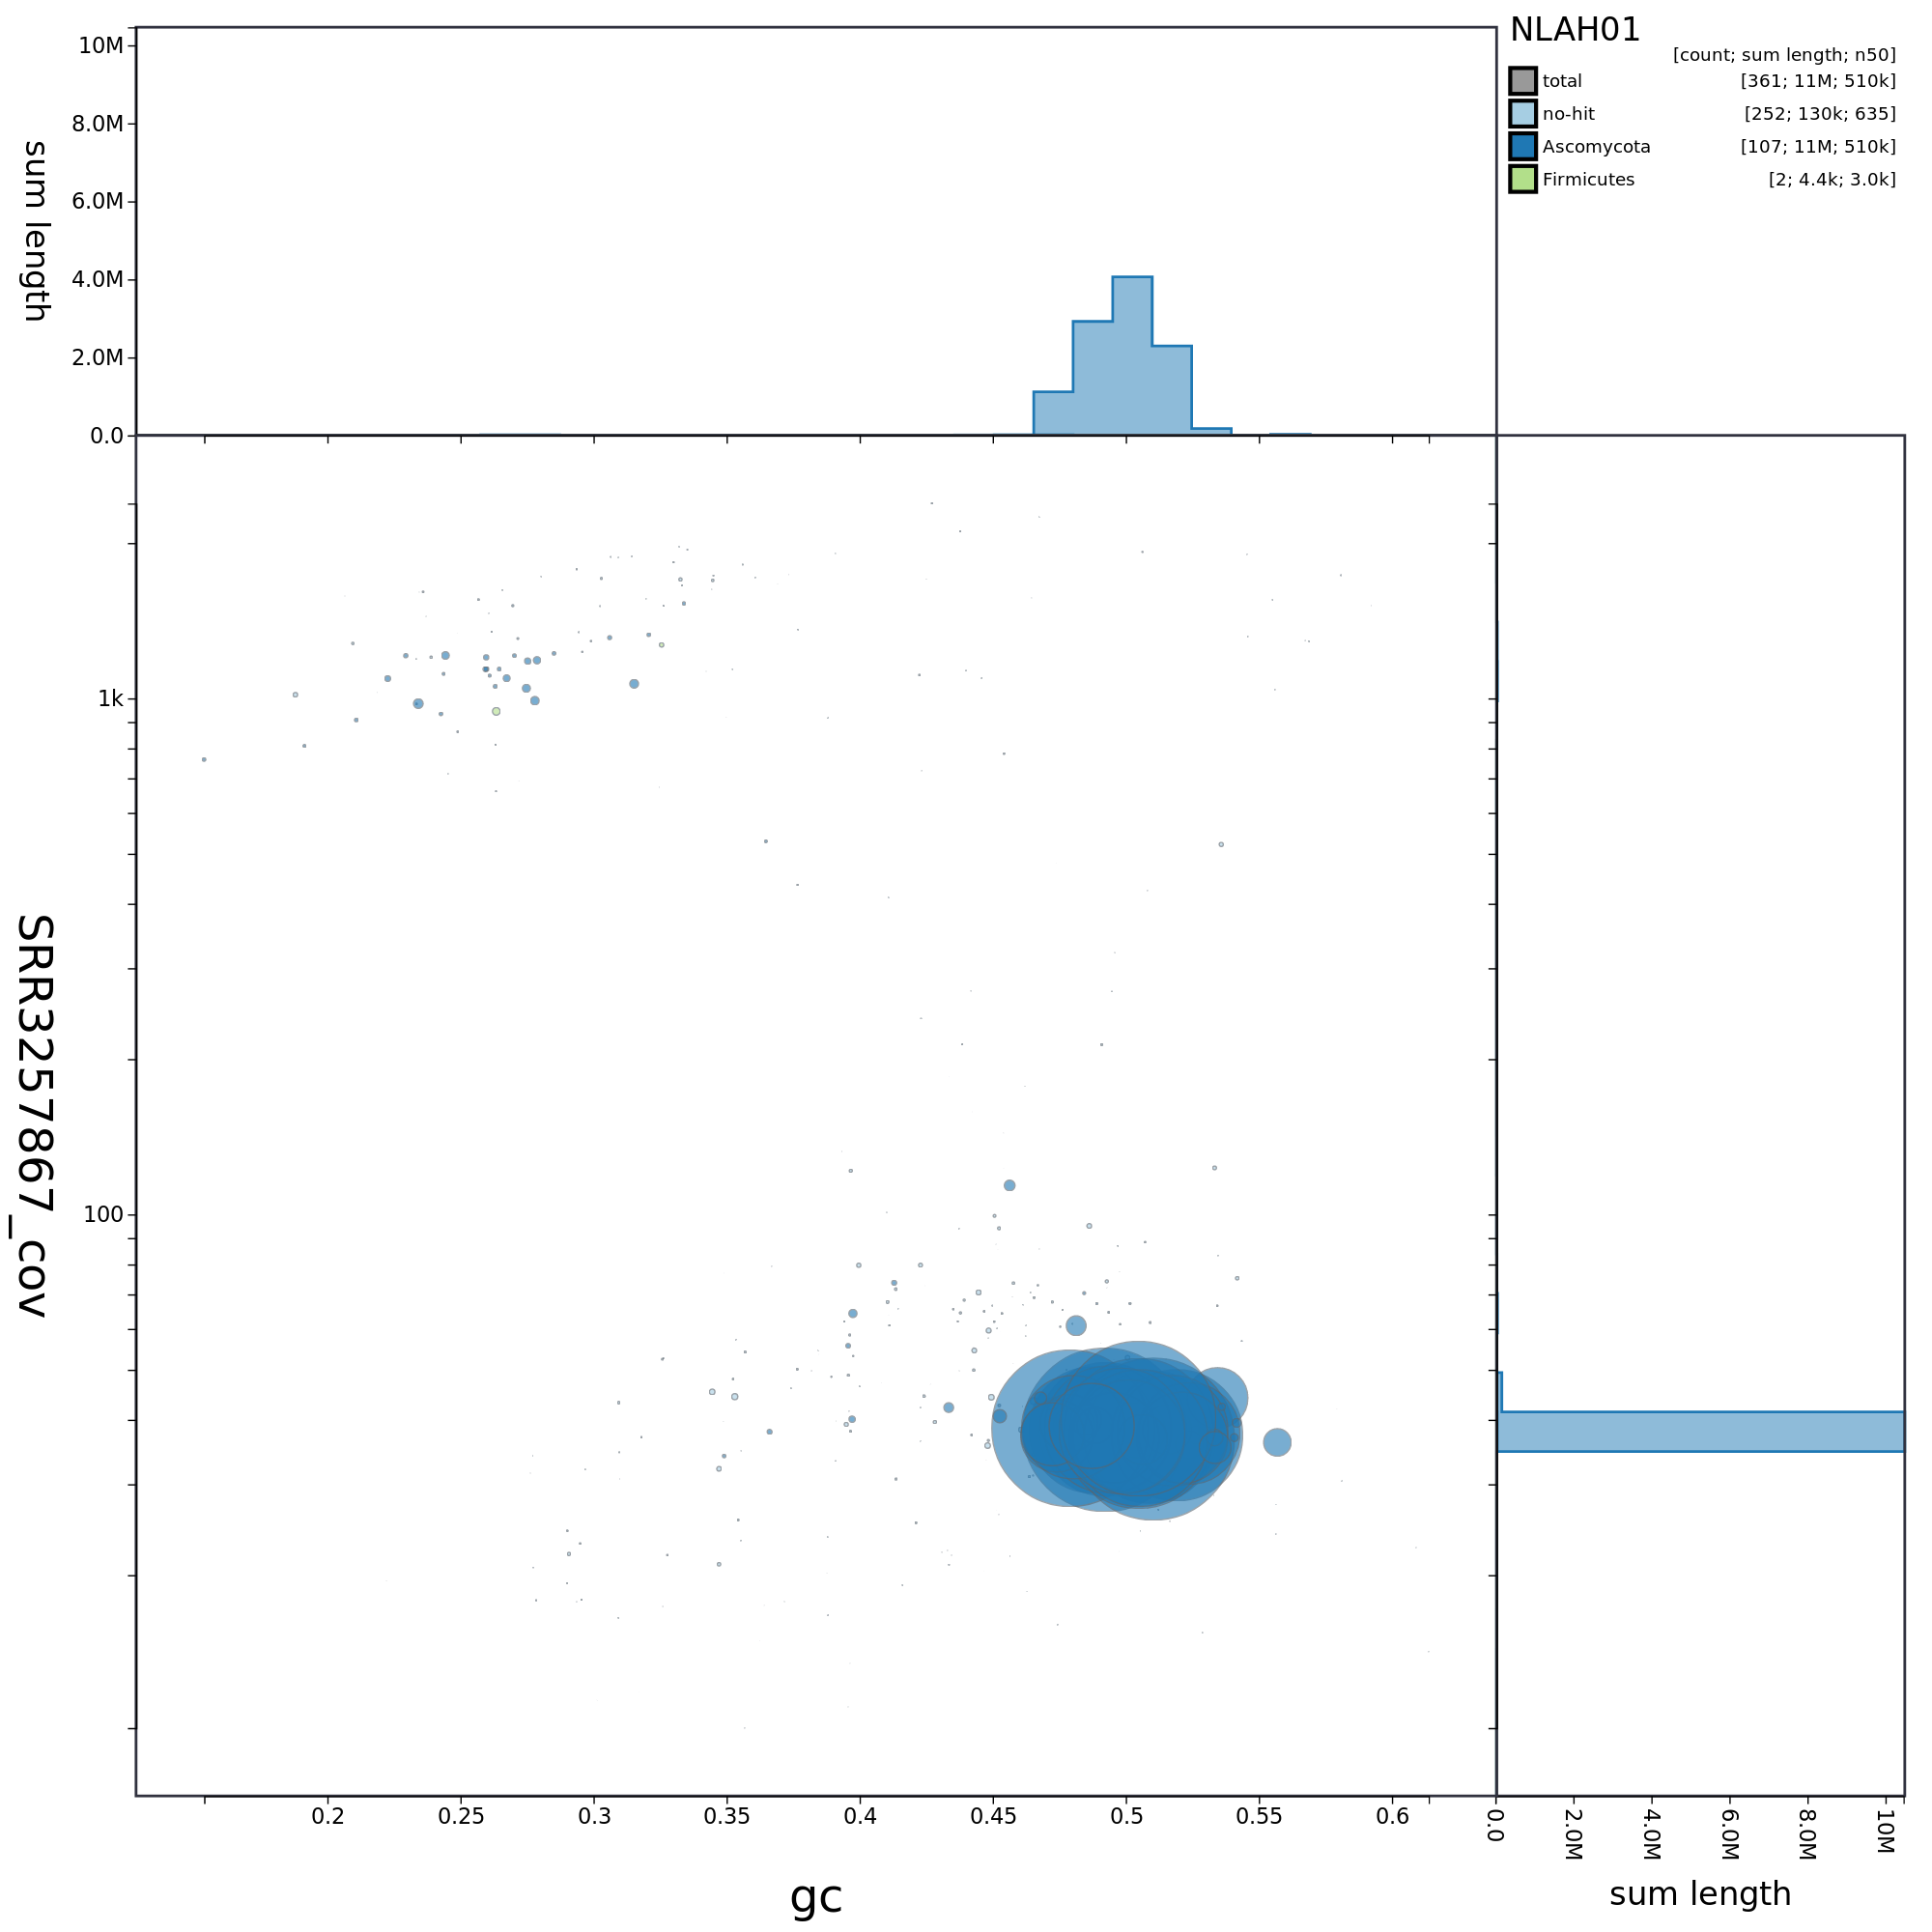 NLAH01
[count; sum length; n50]
total [361; 11M; 510k]
no-hit [252; 130k; 635]
Ascomycota [107; 11M; 510k]
Firmicutes [2; 4.4k; 3.0k]
sum length
10M
8.0M
6.0M
4.0M
2.0M
0.0
SRR3257867_cov
1k
100
0.2 0.25 0.3 0.35 0.4 0.45 0.5 0.55 0.6
gc
0.0 2.0M 4.0M 6.0M 8.0M 10M
sum length